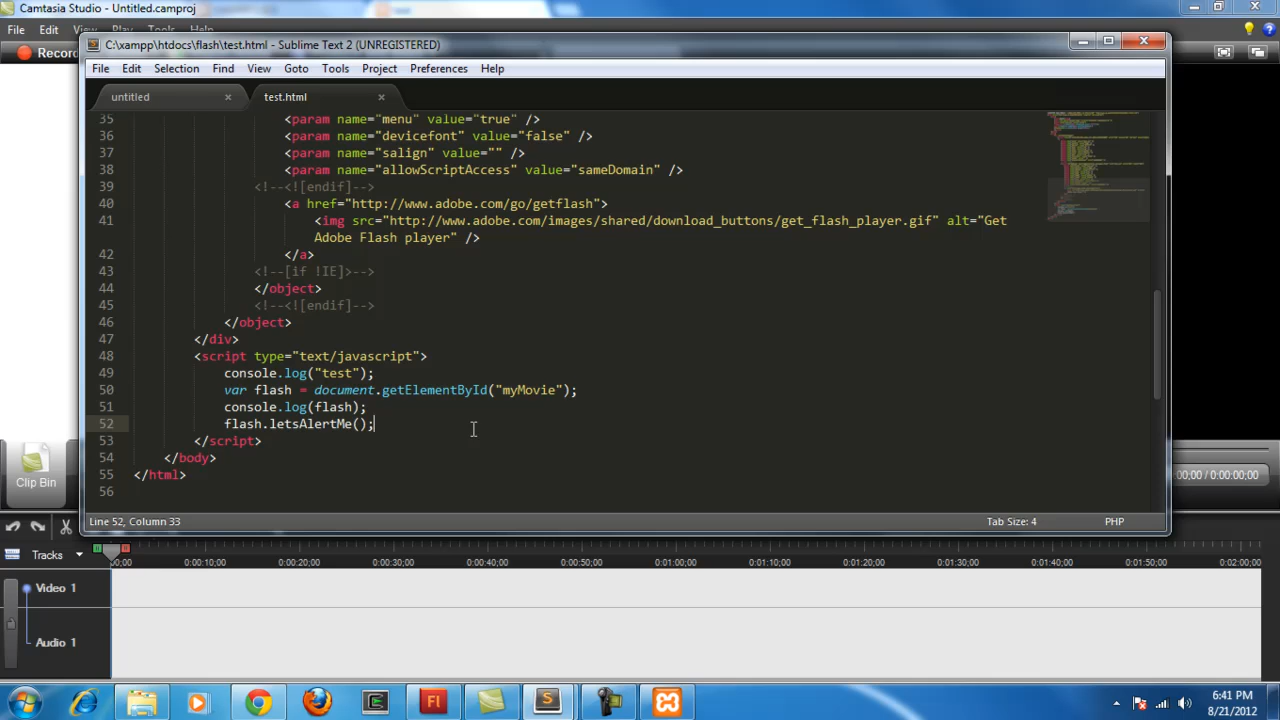 Camtasia Studio - Untitled.camproj
File Edit View Play Tools Help
Record
C:\xampp\htdocs\flash\test.html - Sublime Text 2 (UNREGISTERED)
File Edit Selection Find View Goto Tools Project Preferences Help
untitled test.html
35 <param name="menu" value="true" />
36 <param name="devicefont" value="false" />
37 <param name="salign" value="" />
38 <param name="allowScriptAccess" value="sameDomain" />
39 <!--<![endif]-->
40 <a href="http://www.adobe.com/go/getflash">
41 <img src="http://www.adobe.com/images/shared/download_buttons/get_flash_player.gif" alt="Get
Adobe Flash player" />
42 </a>
43 <!--[if !IE]>-->
44 </object>
45 <!--<![endif]-->
46 </object>
47 </div>
48 <script type="text/javascript">
49 console.log("test");
50 var flash = document.getElementById("myMovie");
51 console.log(flash);
52 flash.letsAlertMe();
53 </script>
54 </body>
55 </html>
56
Clip Bin
00;00 / 0:00:00;00
Line 52, Column 33 Tab Size: 4 PHP
Tracks 00;00 0:00:10;00 0:00:20;00 0:00:30;00 0:00:40;00 0:00:50;00 0:01:00;00 0:01:10;00 0:01:20;00 0:01:30;00 0:01:40;00 0:01:50;00 0:02:00;00
Video 1
Audio 1
6:41 PM
8/21/2012